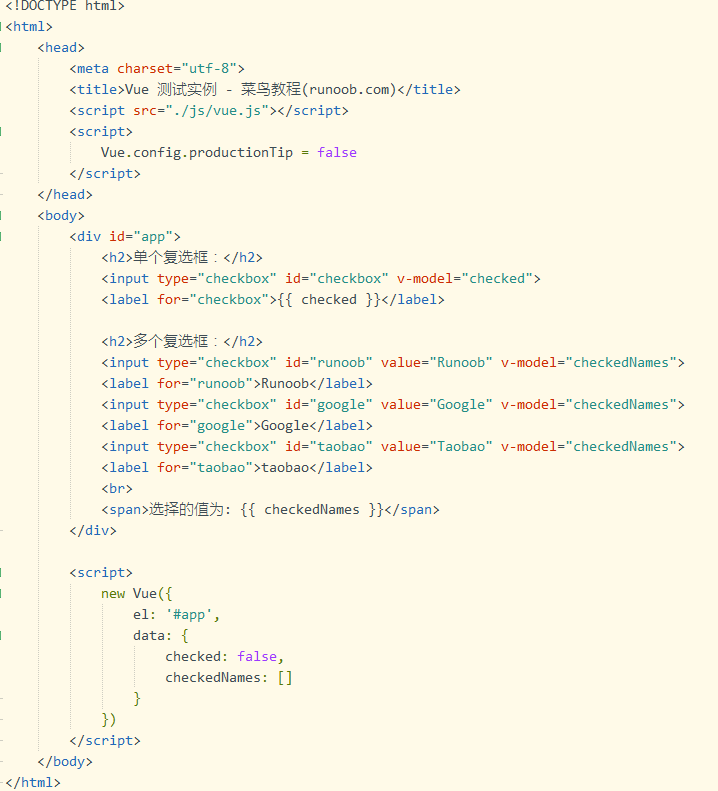 <!DOCTYPE html>
<html>
    <head>
        <meta charset="utf-8">
        <title>Vue 测试实例 - 菜鸟教程(runoob.com)</title>
        <script src="./js/vue.js"></script>
        <script>
            Vue.config.productionTip = false
        </script>
    </head>
    <body>
        <div id="app">
            <h2>单个复选框：</h2>
            <input type="checkbox" id="checkbox" v-model="checked">
            <label for="checkbox">{{ checked }}</label>

            <h2>多个复选框：</h2>
            <input type="checkbox" id="runoob" value="Runoob" v-model="checkedNames">
            <label for="runoob">Runoob</label>
            <input type="checkbox" id="google" value="Google" v-model="checkedNames">
            <label for="google">Google</label>
            <input type="checkbox" id="taobao" value="Taobao" v-model="checkedNames">
            <label for="taobao">taobao</label>
            <br>
            <span>选择的值为: {{ checkedNames }}</span>
        </div>

        <script>
            new Vue({
                el: '#app',
                data: {
                    checked: false,
                    checkedNames: []
                }
            })
        </script>
    </body>
</html>